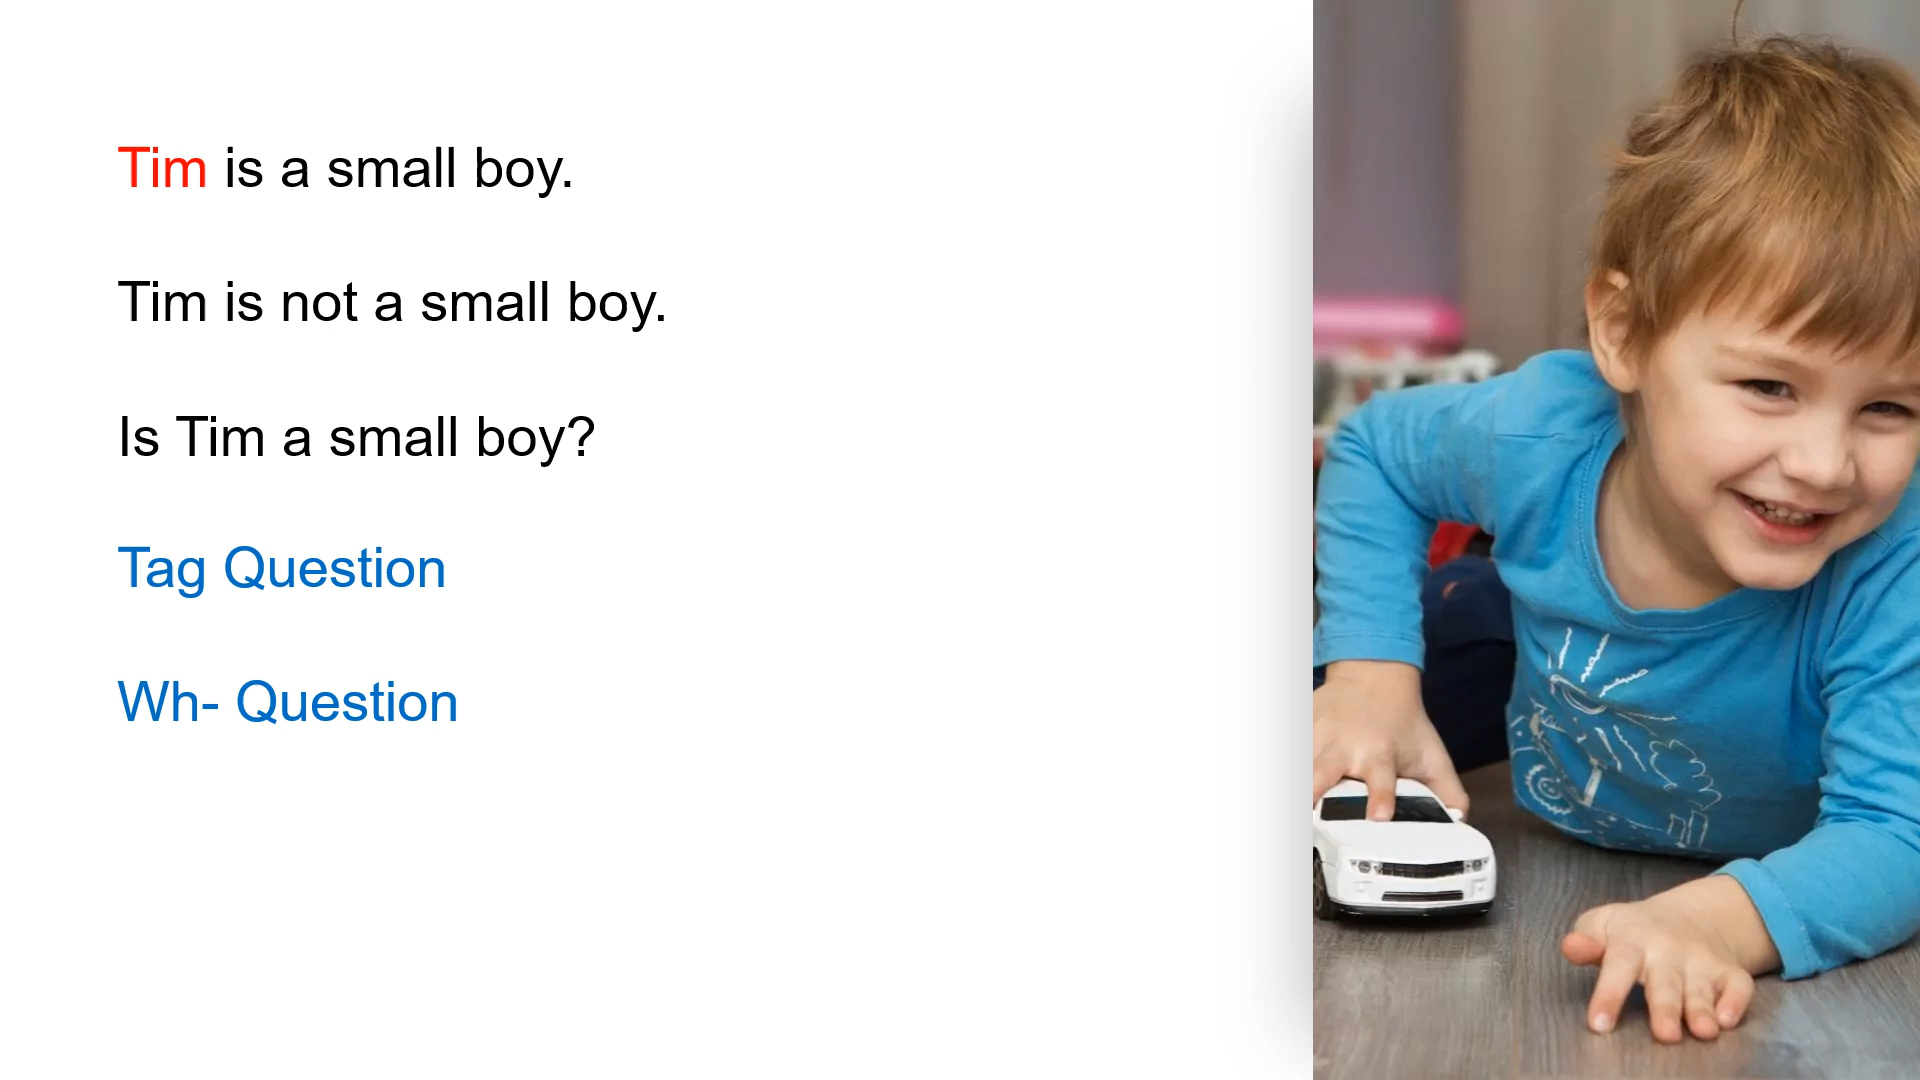 Tim is a small boy.
Tim is not a small boy.
Is Tim a small boy?
Tag Question
Wh- Question